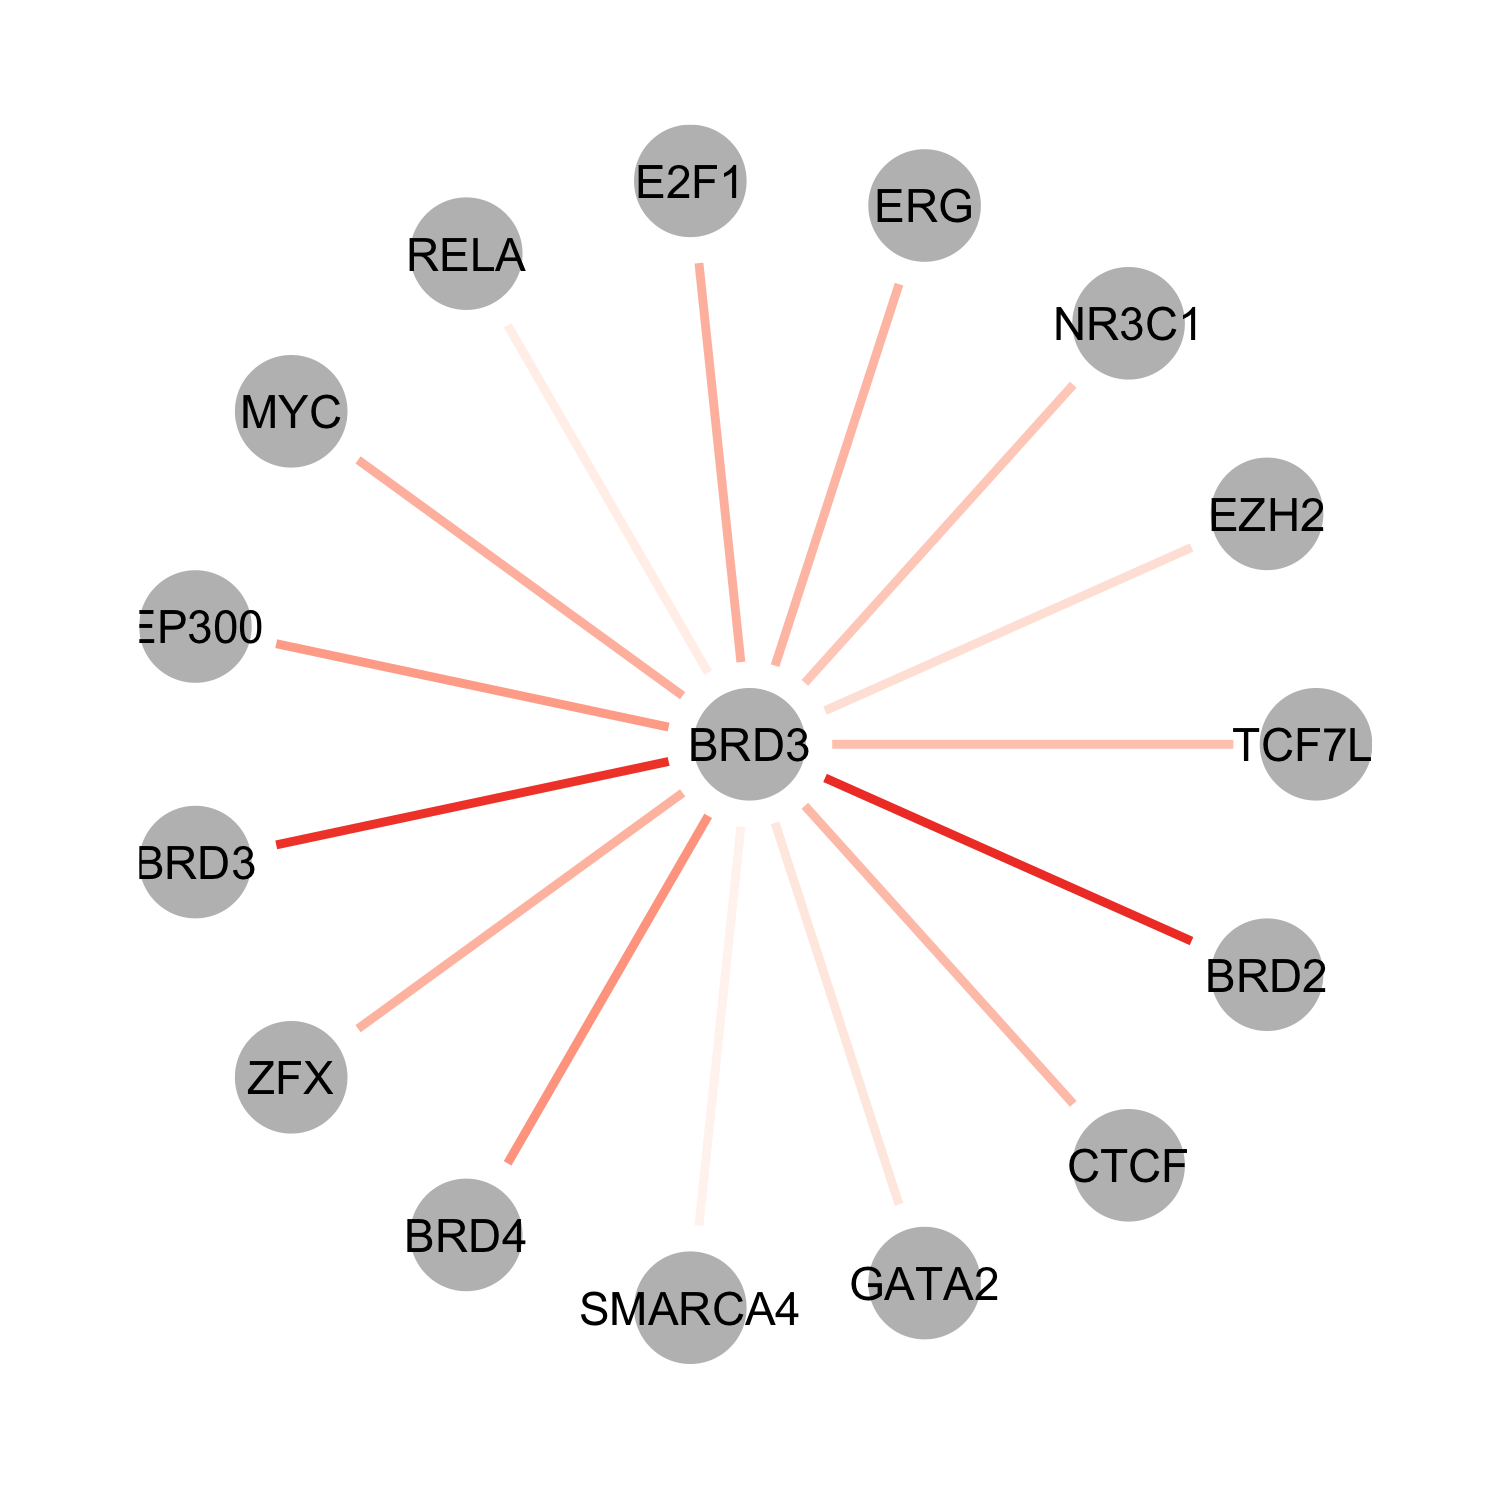 E2F1
ERG
RELA
NR3C1
MYC
EZH2
EP300
BRD3
TCF7L
BRD3
BRD2
ZFX
CTCF
BRD4
GATA2
SMARCA4